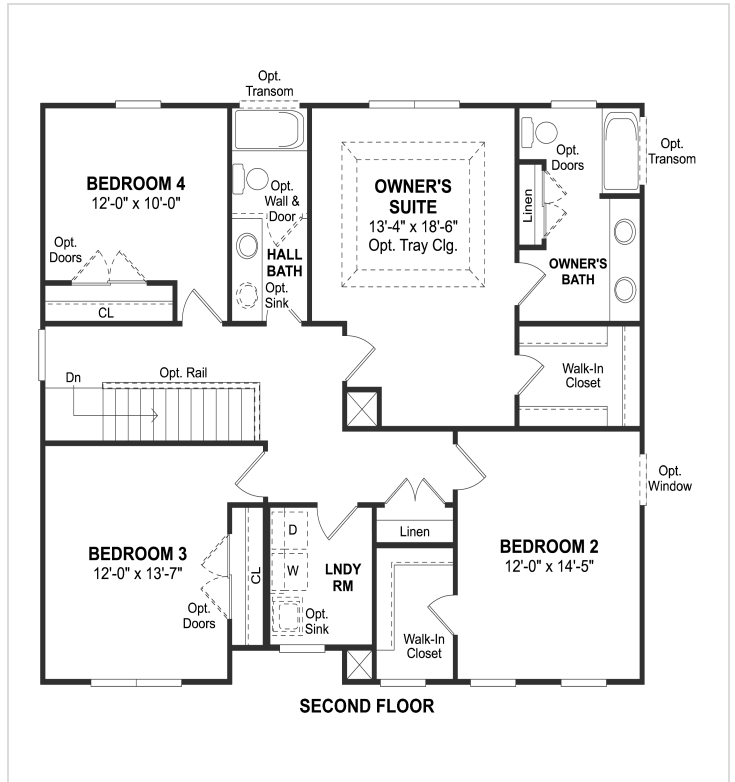 Opt.
Transom
BEDROOM 4
12'-0" x 10'-0"
Opt.
Doors
CL
Opt.
Wall &
Door
HALL
BATH
Opt.
Sink
OWNER'S
SUITE
13'-4" x 18'-6"
Opt. Tray Clg.
Opt.
Doors
Linen
Opt.
Transom
OWNER'S
BATH
Walk-In
Closet
Dn
Opt. Rail
BEDROOM 3
12'-0" x 13'-7"
Opt.
Doors
CL
D
W
LNDY
RM
Opt.
Sink
Linen
Walk-In
Closet
BEDROOM 2
12'-0" x 14'-5"
Opt.
Window
SECOND FLOOR